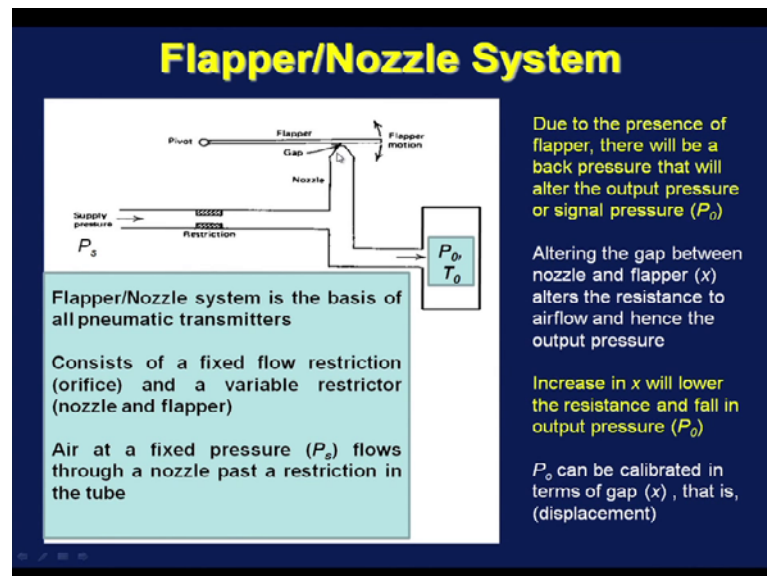 Flapper/Nozzle System
Pivot
Flapper
Flapper
motion
Gap
Nozzle
Supply
pressure
Restriction
Ps
P0,
T0
Flapper/Nozzle system is the basis of
all pneumatic transmitters
Consists of a fixed flow restriction
(orifice) and a variable restrictor
(nozzle and flapper)
Air at a fixed pressure (Ps) flows
through a nozzle past a restriction in
the tube
Due to the presence of
flapper, there will be a
back pressure that will
alter the output pressure
or signal pressure (P0)
Altering the gap between
nozzle and flapper (x)
alters the resistance to
airflow and hence the
output pressure
Increase in x will lower
the resistance and fall in
output pressure (P0)
Po can be calibrated in
terms of gap (x) , that is,
(displacement)